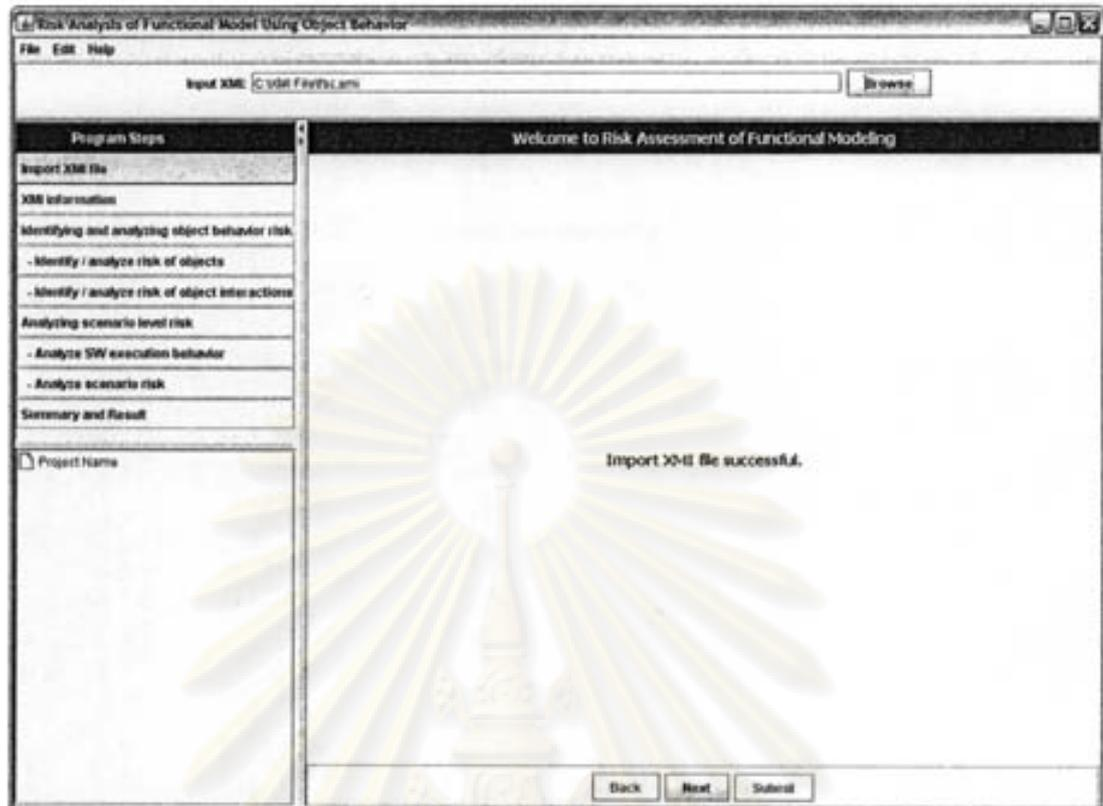 Risk Analysis of Functional Model Using Object Behavior
File Edit Help
Input XMI: Browse
Program Steps
Import XMI file
XMI information
Identifying and analyzing object behavior risk
- Identify / analyze risk of objects
- Identify / analyze risk of object interactions
Analyzing scenario level risk
- Analyze SW execution behavior
- Analyze scenario risk
Summary and Result
Project Name
Welcome to Risk Assessment of Functional Modeling
Import XMI file successful.
Back Next Submit